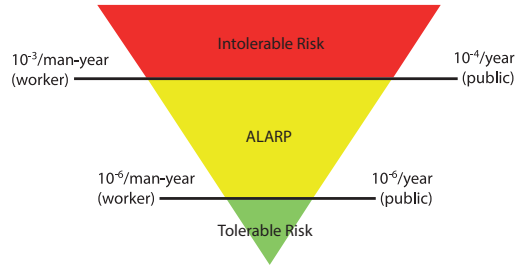 Intolerable Risk
10⁻³/man-year
(worker)
10⁻⁴/year
(public)
ALARP
10⁻⁶/man-year
(worker)
10⁻⁶/year
(public)
Tolerable Risk